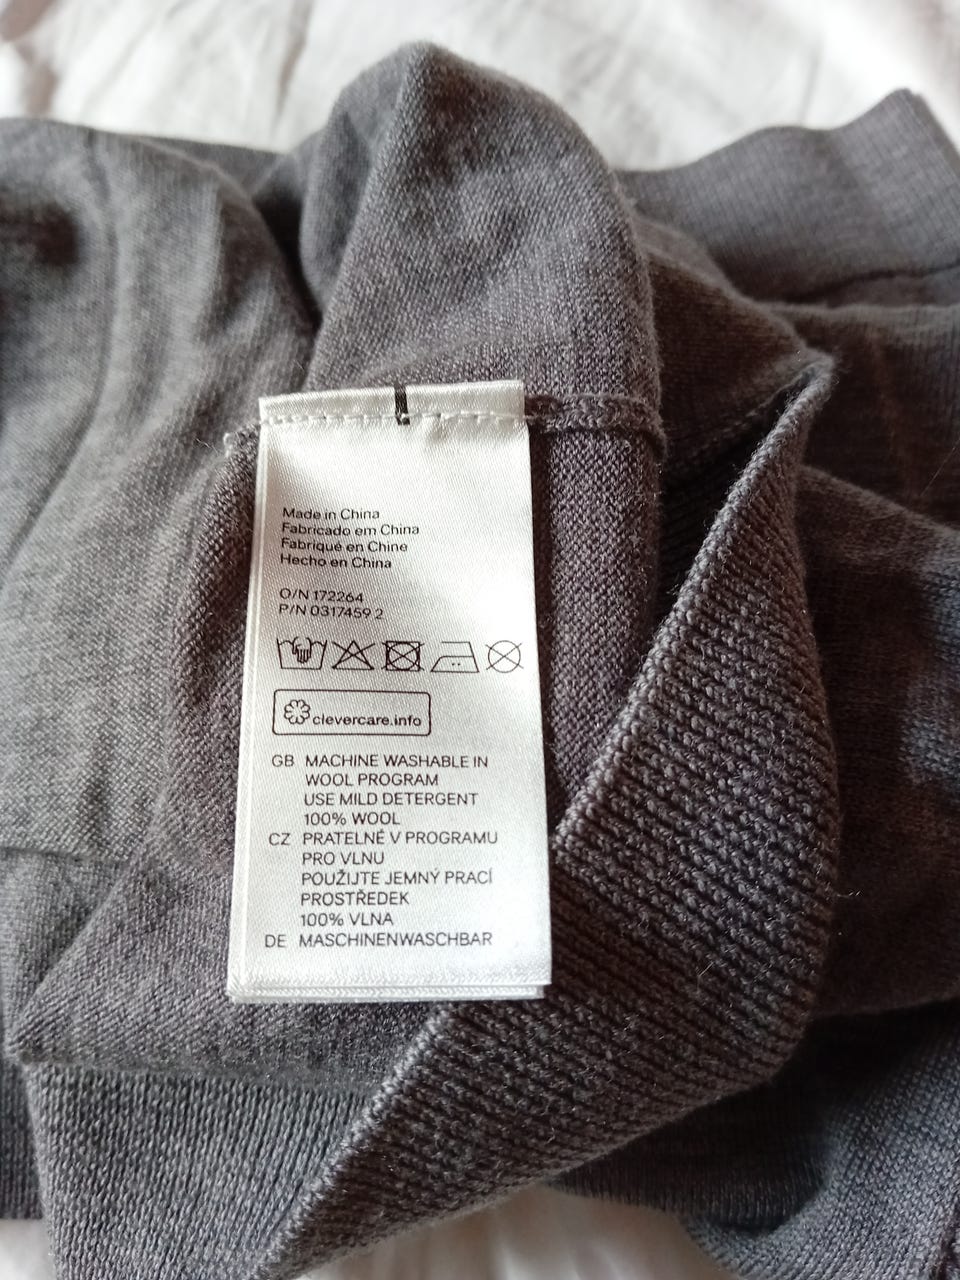 Made in China
Fabricado em China
Fabriqué en Chine
Hecho en China
O/N 172264
P/N 0317459 2
clevercare.info
GB MACHINE WASHABLE IN
WOOL PROGRAM
USE MILD DETERGENT
100% WOOL
CZ PRATELNÉ V PROGRAMU
PRO VLNU
POUŽIJTE JEMNÝ PRACÍ
PROSTŘEDEK
100% VLNA
DE MASCHINENWASCHBAR